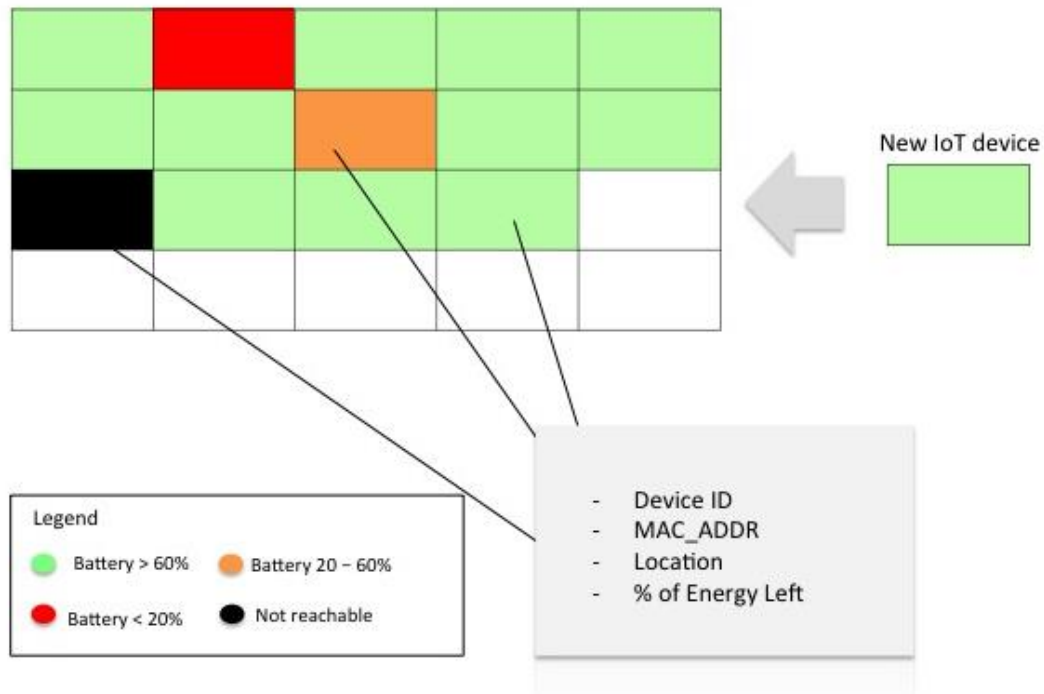 New IoT device
- Device ID
- MAC_ADDR
- Location
- % of Energy Left
Legend
Battery > 60%
Battery 20 – 60%
Battery < 20%
Not reachable